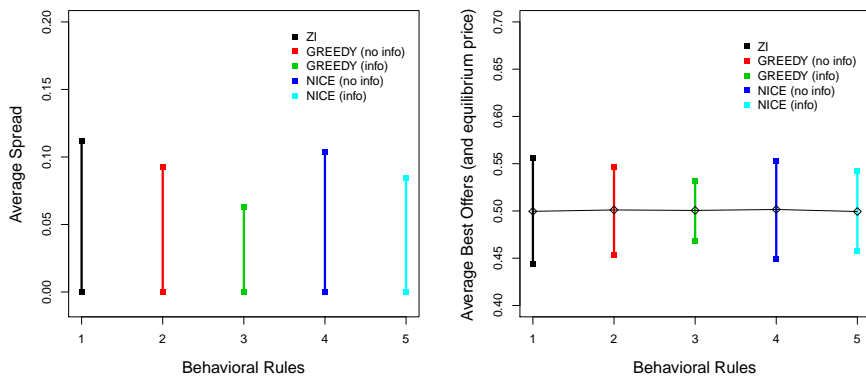 0.20
0.15
0.10
0.05
0.00
Average Spread
ZI
GREEDY (no info)
GREEDY (info)
NICE (no info)
NICE (info)
1 2 3 4 5
Behavioral Rules
0.70
0.65
0.60
0.55
0.50
0.45
0.40
Average Best Offers (and equilibrium price)
ZI
GREEDY (no info)
GREEDY (info)
NICE (no info)
NICE (info)
1 2 3 4 5
Behavioral Rules